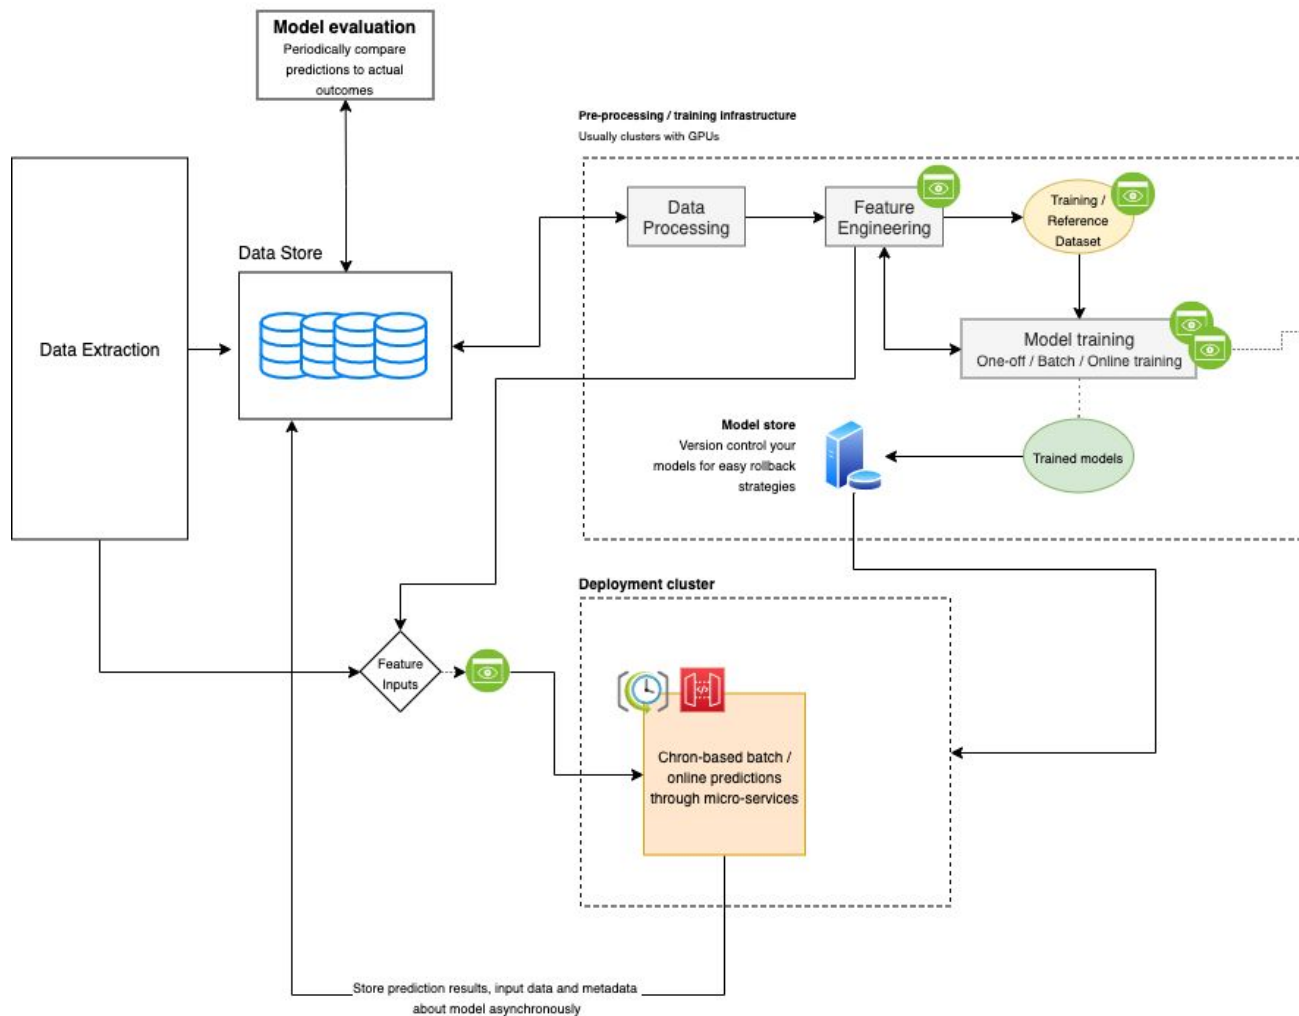 Model evaluation
Periodically compare
predictions to actual
outcomes
Pre-processing / training infrastructure
Usually clusters with GPUs
Data
Processing
Feature
Engineering
Training /
Reference
Dataset
Data Store
Data Extraction
Model training
One-off / Batch / Online training
Model store
Version control your
models for easy rollback
strategies
Trained models
Deployment cluster
Feature
Inputs
Chron-based batch /
online predictions
through micro-services
Store prediction results, input data and metadata
about model asynchronously